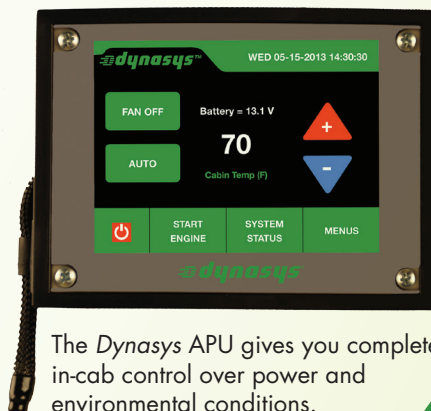 dynasys™
WED 05-15-2013 14:30:30
FAN OFF
Battery = 13.1 V
+
70
AUTO
Cabin Temp (F)
-
START
ENGINE
SYSTEM
STATUS
MENUS
dynasys
The Dynasys APU gives you complete
in-cab control over power and
environmental conditions.